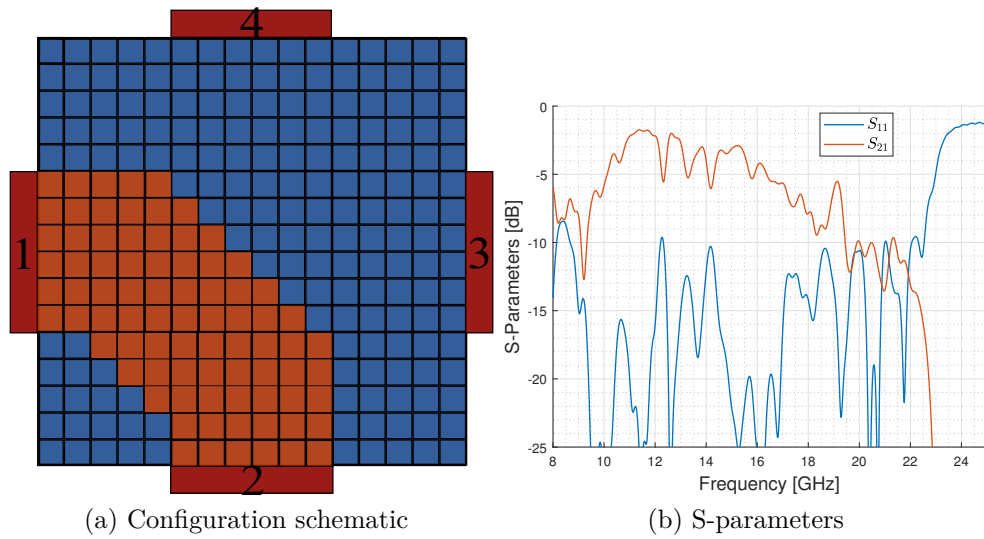 4
1
3
2
(a) Configuration schematic
0
-5
-10
-15
-20
-25
S-Parameters [dB]
S11
S21
8 10 12 14 16 18 20 22 24
Frequency [GHz]
(b) S-parameters